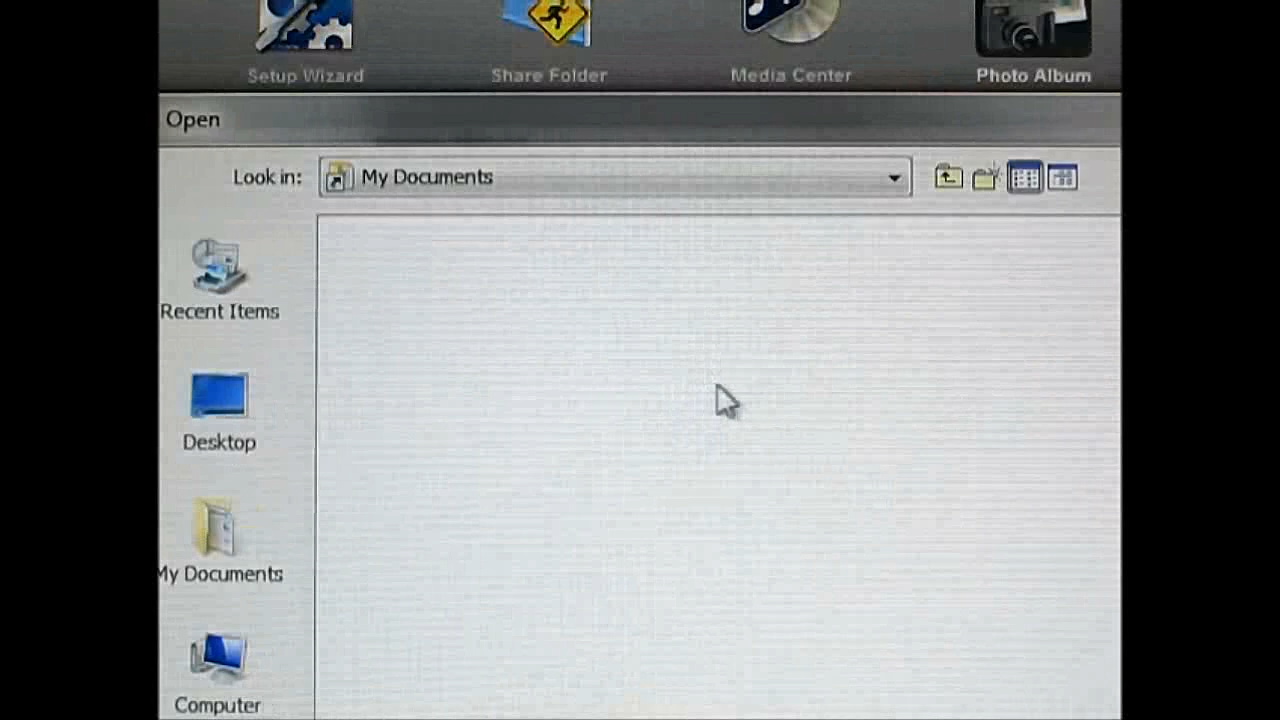 Setup Wizard
Share Folder
Media Center
Photo Album
Open
Look in:
My Documents
Recent Items
Desktop
My Documents
Computer